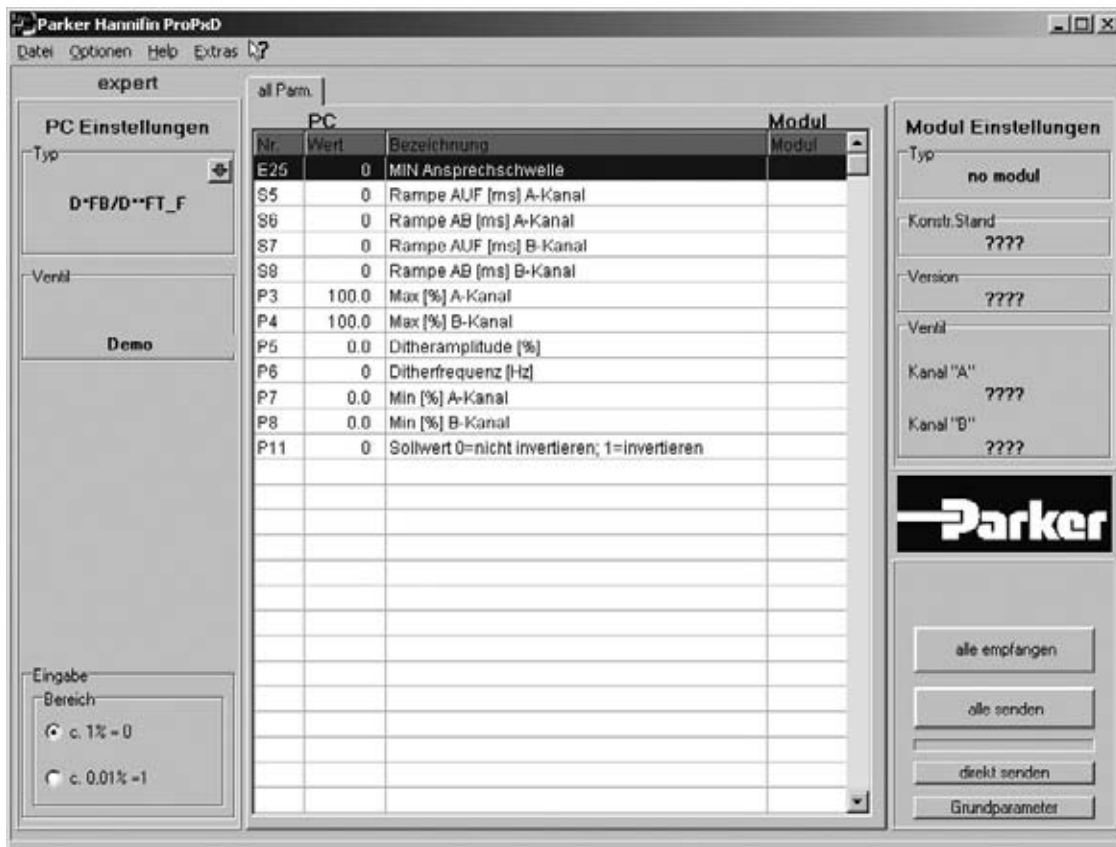 Parker Hannifin ProPxD
Datei Optionen Help Extras
expert
PC Einstellungen
Typ
D*FB/D**FT_F
Ventil
Demo
Eingabe
Bereich
c. 1% = 0
c. 0.01% =1
all Parm.
PC Modul
Nr. Wert Bezeichnung Modul
E25 0 MIN Ansprechschwelle
S5 0 Rampe AUF [ms] A-Kanal
S6 0 Rampe AB [ms] A-Kanal
S7 0 Rampe AUF [ms] B-Kanal
S8 0 Rampe AB [ms] B-Kanal
P3 100.0 Max [%] A-Kanal
P4 100.0 Max [%] B-Kanal
P5 0.0 Ditheramplitude [%]
P6 0 Ditherfrequenz [Hz]
P7 0.0 Min [%] A-Kanal
P8 0.0 Min [%] B-Kanal
P11 0 Sollwert 0=nicht invertieren; 1=invertieren
Modul Einstellungen
Typ
no modul
Konstr.Stand
????
Version
????
Ventil
Kanal "A"
????
Kanal "B"
????
Parker
alle empfangen
alle senden
direkt senden
Grundparameter